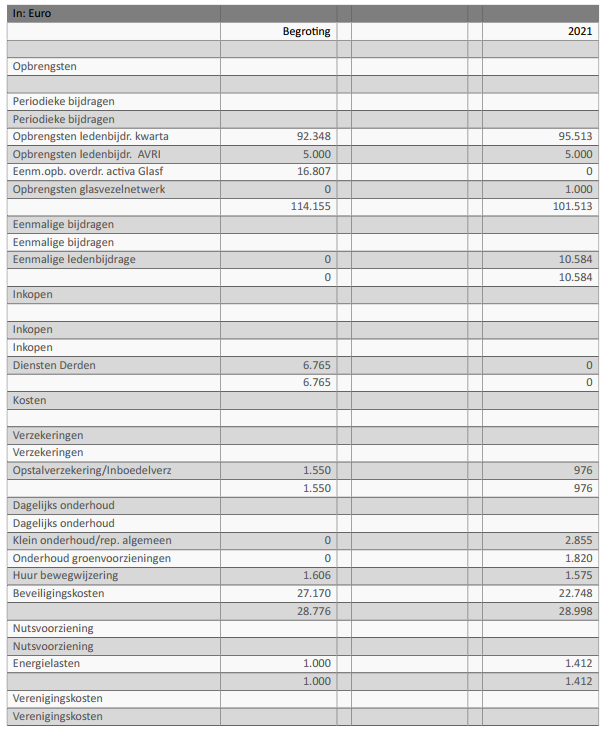 In: Euro
Begroting 2021
Opbrengsten
Periodieke bijdragen
Periodieke bijdragen
Opbrengsten ledenbijdr. kwarta 92.348 95.513
Opbrengsten ledenbijdr. AVRI 5.000 5.000
Eenm.opb. overdr. activa Glasf 16.807 0
Opbrengsten glasvezelnetwerk 0 1.000
114.155 101.513
Eenmalige bijdragen
Eenmalige bijdragen
Eenmalige ledenbijdrage 0 10.584
0 10.584
Inkopen
Inkopen
Inkopen
Diensten Derden 6.765 0
6.765 0
Kosten
Verzekeringen
Verzekeringen
Opstalverzekering/Inboedelverz 1.550 976
1.550 976
Dagelijks onderhoud
Dagelijks onderhoud
Klein onderhoud/rep. algemeen 0 2.855
Onderhoud groenvoorzieningen 0 1.820
Huur bewegwijzering 1.606 1.575
Beveiligingskosten 27.170 22.748
28.776 28.998
Nutsvoorziening
Nutsvoorziening
Energielasten 1.000 1.412
1.000 1.412
Verenigingskosten
Verenigingskosten